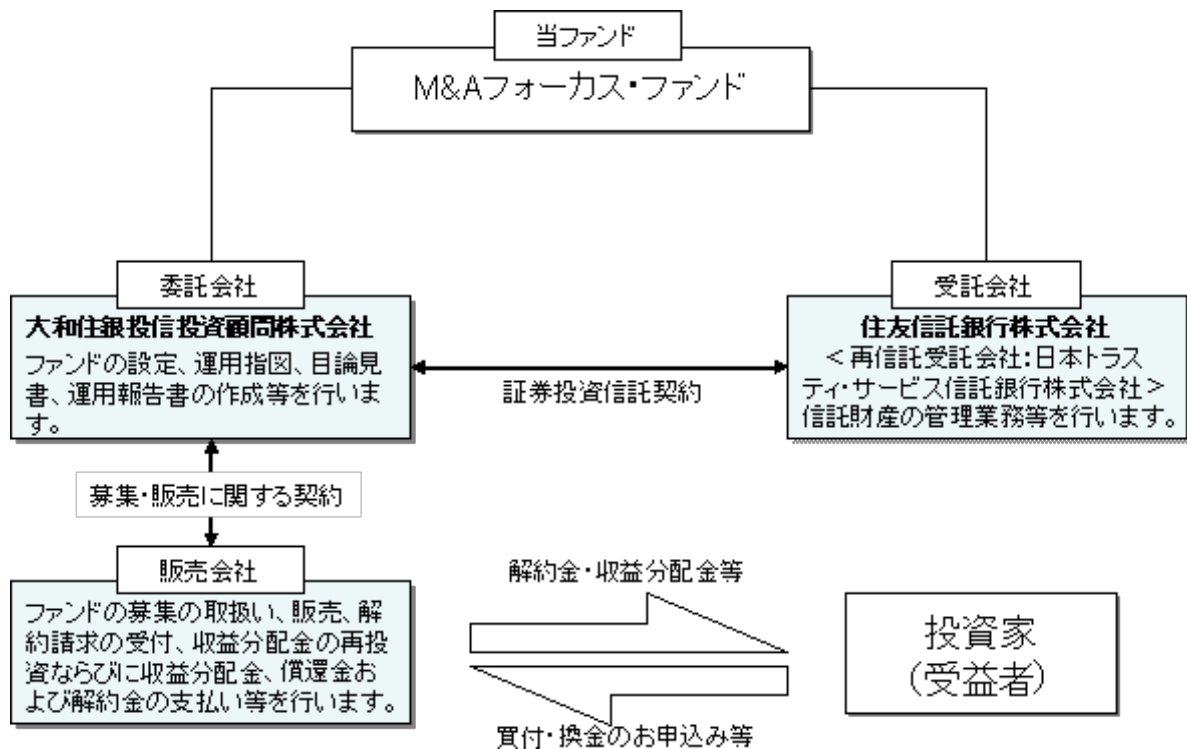 当ファンド
M&Aフォーカス・ファンド
委託会社
大和住銀投信投資顧問株式会社
ファンドの設定、運用指図、目論見
書、運用報告書の作成等を行いま
す。
証券投資信託契約
受託会社
住友信託銀行株式会社
＜再信託受託会社：日本トラス
ティ・サービス信託銀行株式会社＞
信託財産の管理業務等を行います。
募集・販売に関する契約
販売会社
ファンドの募集の取扱い、販売、解
約請求の受付、収益分配金の再投
資ならびに収益分配金、償還金お
よび解約金の支払い等を行います。
解約金・収益分配金等
買付・換金のお申込み等
投資家
（受益者）